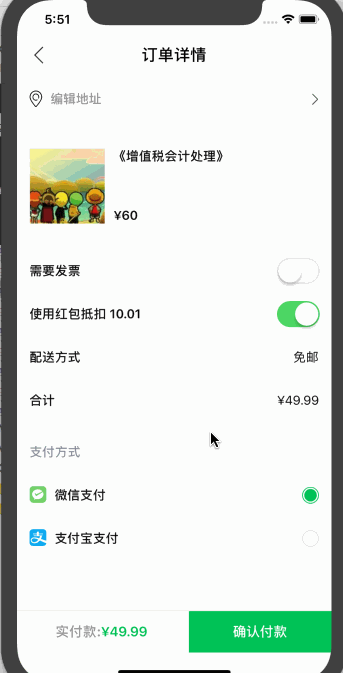 5:51
订单详情
编辑地址
《增值税会计处理》
¥60
需要发票
使用红包抵扣 10.01
配送方式 免邮
合计 ¥49.99
支付方式
微信支付
支付宝支付
实付款:¥49.99 确认付款